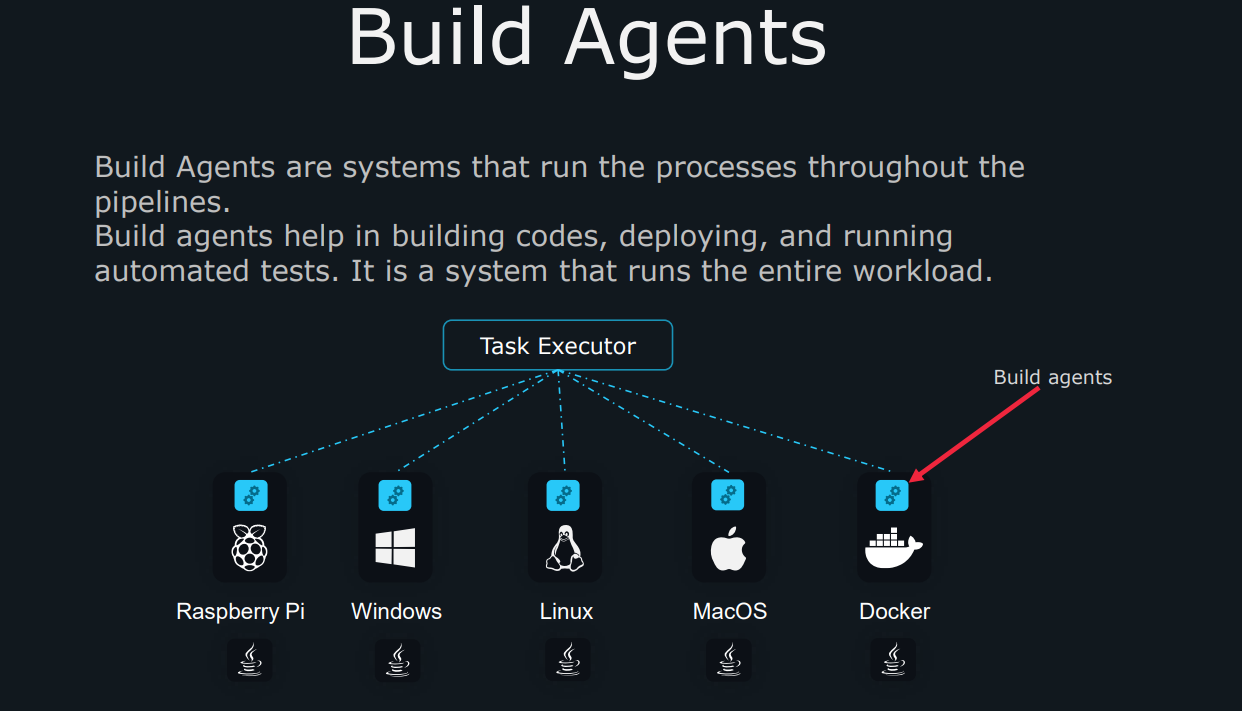 Build Agents
Build Agents are systems that run the processes throughout the
pipelines.
Build agents help in building codes, deploying, and running
automated tests. It is a system that runs the entire workload.
Task Executor
Build agents
Raspberry Pi
Windows
Linux
MacOS
Docker